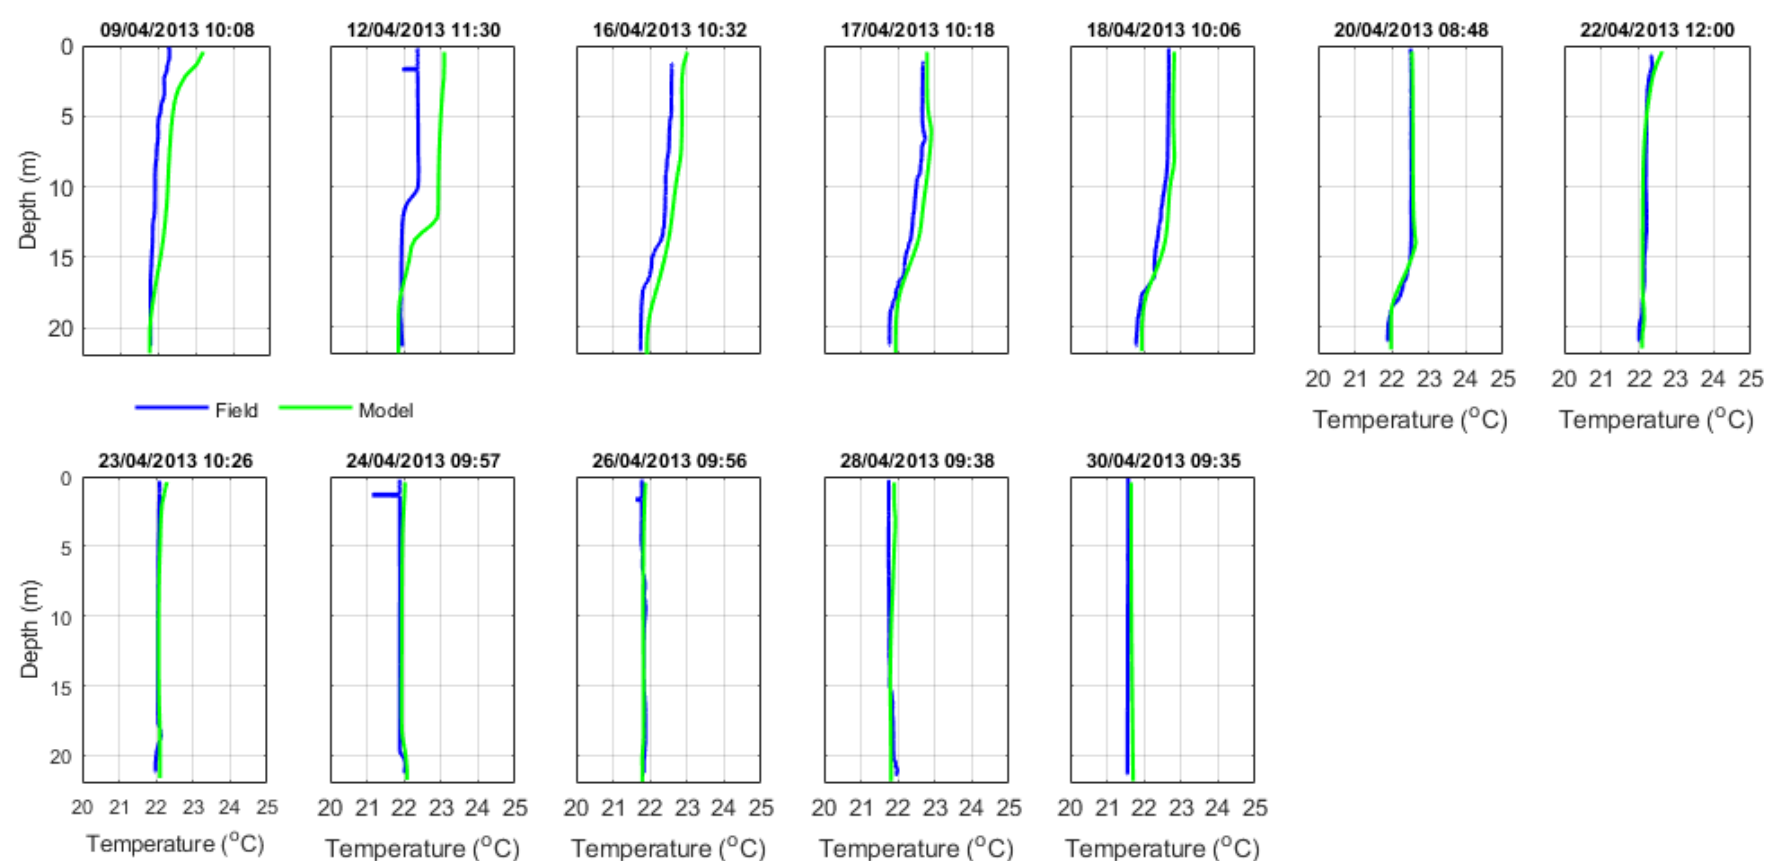 09/04/2013 10:08 12/04/2013 11:30 16/04/2013 10:32 17/04/2013 10:18 18/04/2013 10:06 20/04/2013 08:48 22/04/2013 12:00
0
5
10
15
20
Depth (m)
20 21 22 23 24 25 20 21 22 23 24 25
Temperature (°C) Temperature (°C)
Field Model
23/04/2013 10:26 24/04/2013 09:57 26/04/2013 09:56 28/04/2013 09:38 30/04/2013 09:35
0
5
10
15
20
Depth (m)
20 21 22 23 24 25 20 21 22 23 24 25 20 21 22 23 24 25 20 21 22 23 24 25 20 21 22 23 24 25
Temperature (°C) Temperature (°C) Temperature (°C) Temperature (°C) Temperature (°C)